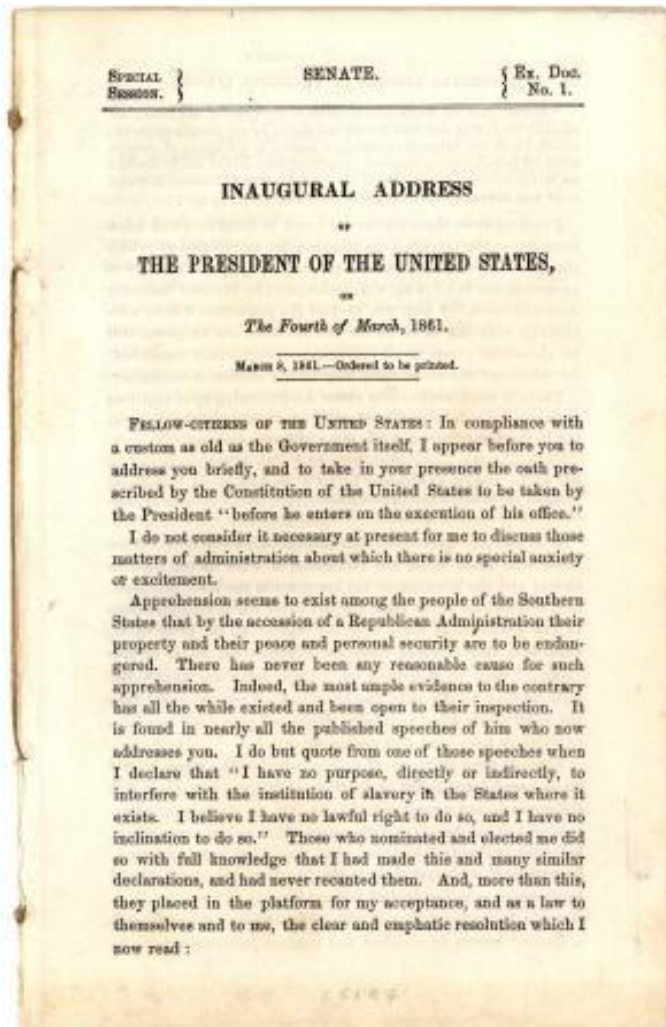 SPECIAL SESSION. SENATE. Ex. Doc. No. 1.
INAUGURAL ADDRESS
OF
THE PRESIDENT OF THE UNITED STATES,
ON
The Fourth of March, 1861.
MARCH 8, 1861.—Ordered to be printed.
FELLOW-CITIZENS OF THE UNITED STATES: In compliance with
a custom as old as the Government itself, I appear before you to
address you briefly, and to take in your presence the oath pre-
scribed by the Constitution of the United States to be taken by
the President "before he enters on the execution of his office."
I do not consider it necessary at present for me to discuss those
matters of administration about which there is no special anxiety
or excitement.
Apprehension seems to exist among the people of the Southern
States that by the accession of a Republican Administration their
property and their peace and personal security are to be endan-
gered. There has never been any reasonable cause for such
apprehension. Indeed, the most ample evidence to the contrary
has all the while existed and been open to their inspection. It
is found in nearly all the published speeches of him who now
addresses you. I do but quote from one of those speeches when
I declare that "I have no purpose, directly or indirectly, to
interfere with the institution of slavery in the States where it
exists. I believe I have no lawful right to do so, and I have no
inclination to do so." Those who nominated and elected me did
so with full knowledge that I had made this and many similar
declarations, and had never recanted them. And, more than this,
they placed in the platform for my acceptance, and as a law to
themselves and to me, the clear and emphatic resolution which I
now read: